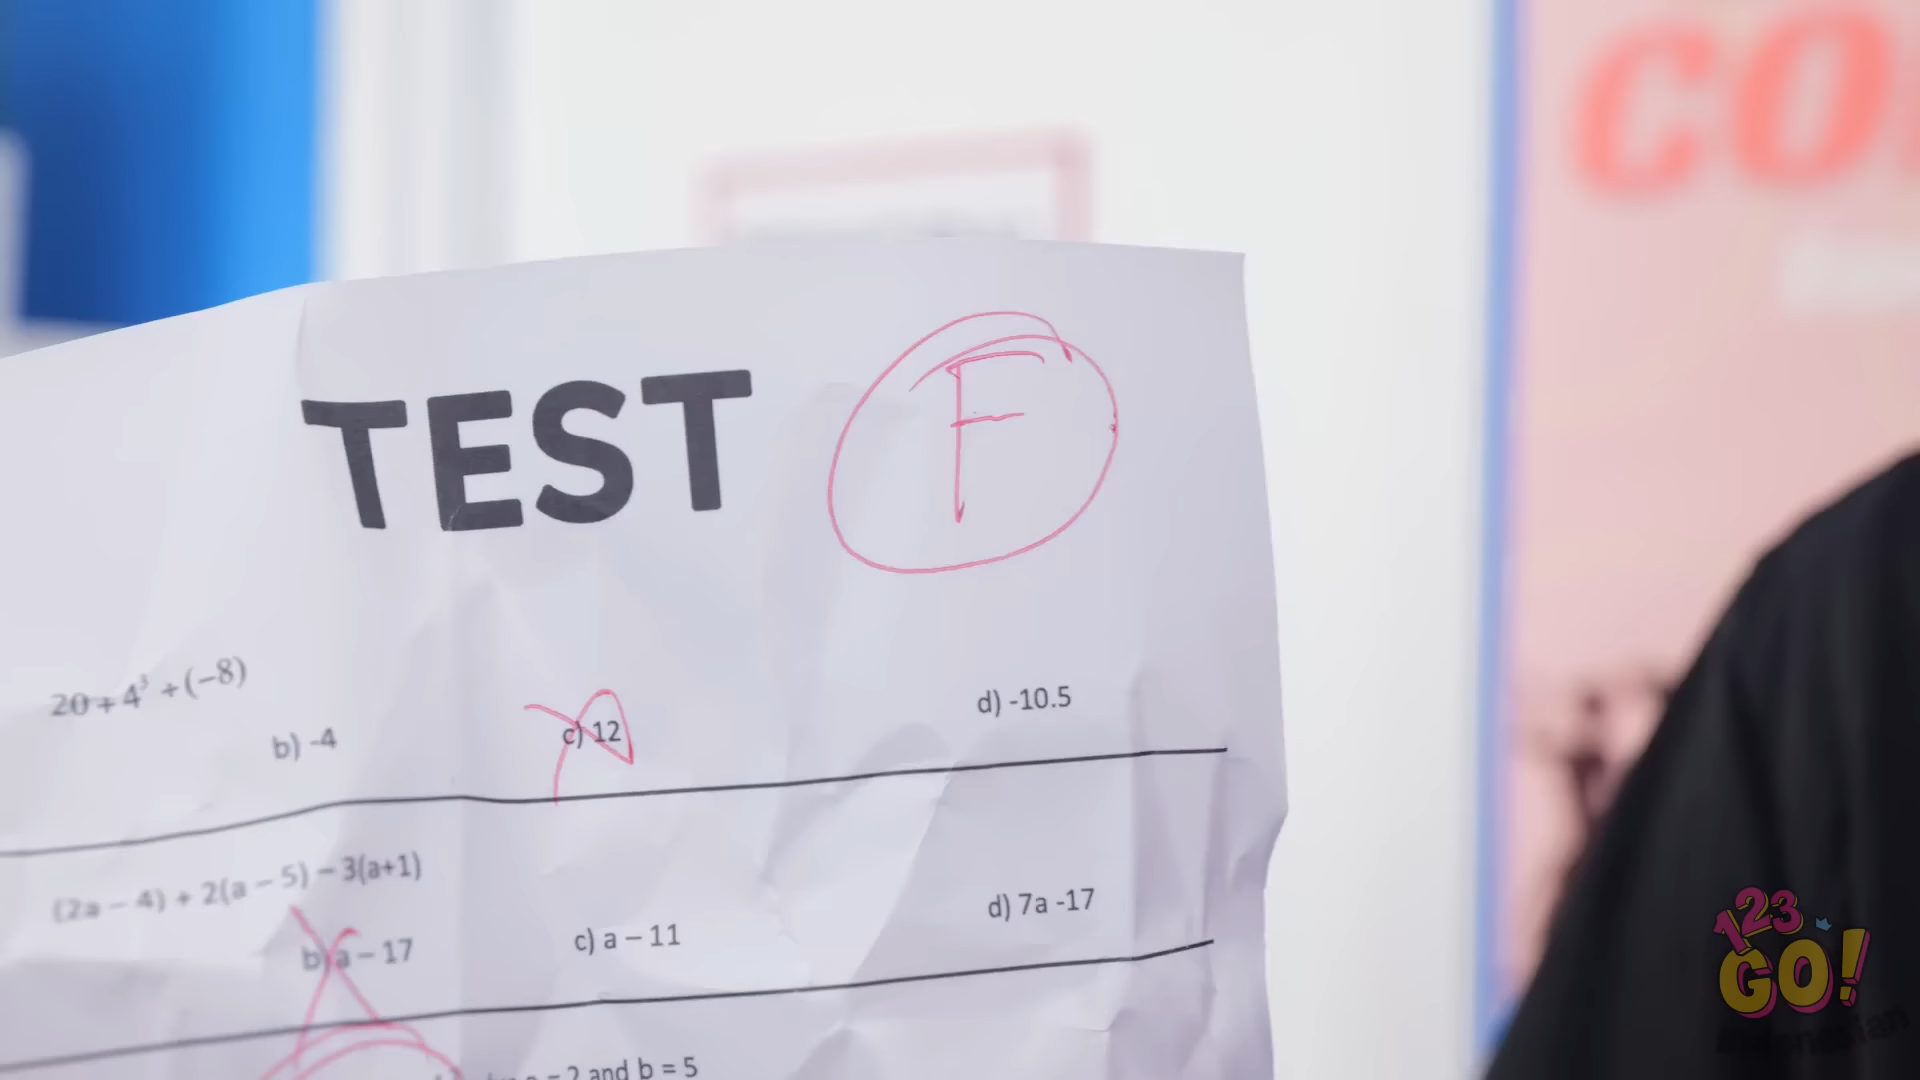 CO
TEST F
20 + 4³ + (−8)
b) -4 c) 12 d) -10.5
(2a − 4) + 2(a − 5) − 3(a+1)
b) a − 17 c) a − 11 d) 7a -17
= 2 and b = 5
123
GO!